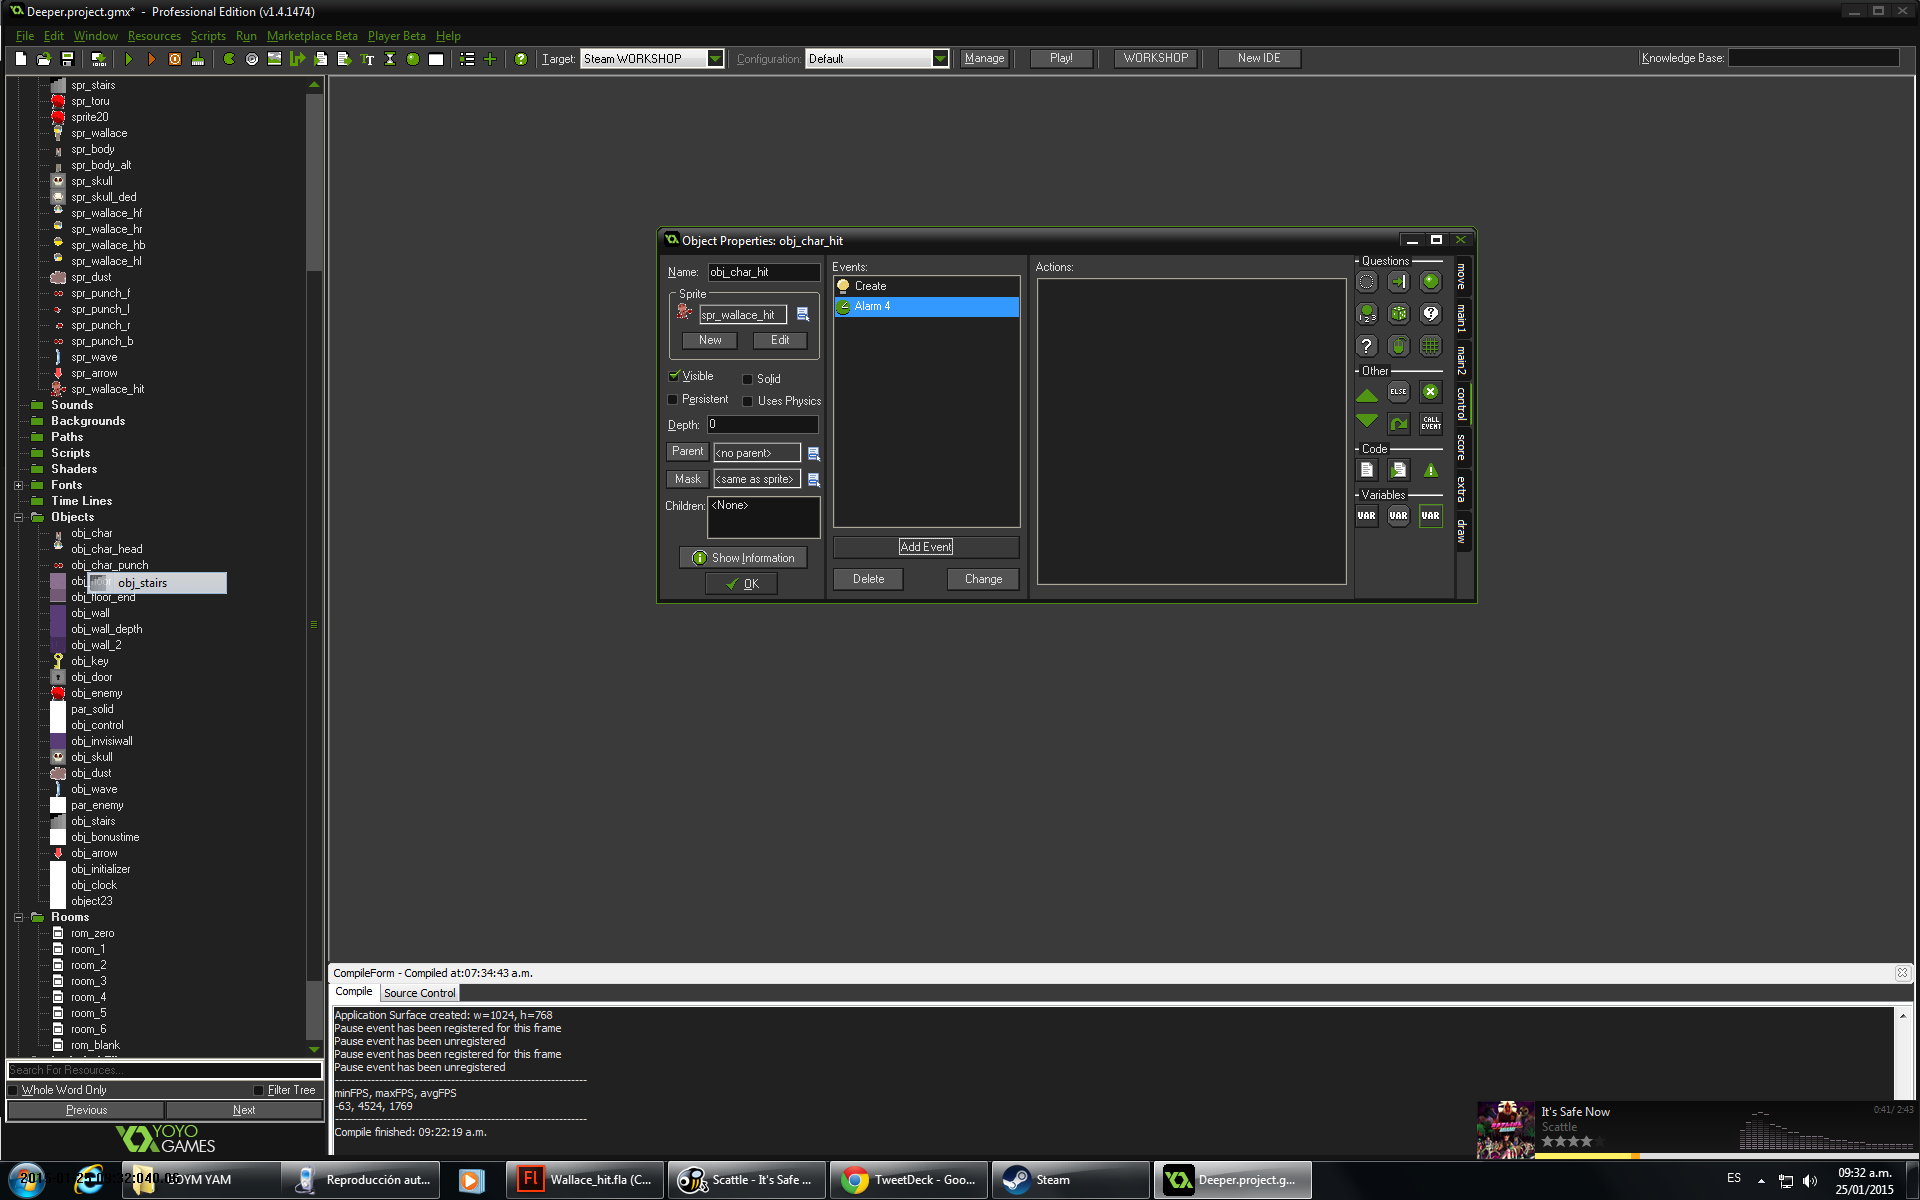 Deeper.project.gmx* - Professional Edition (v1.4.1474)
File Edit Window Resources Scripts Run Marketplace Beta Player Beta Help
Target: Steam WORKSHOP Configuration: Default Manage Play! WORKSHOP New IDE Knowledge Base:
spr_stairs
spr_toru
sprite20
spr_wallace
spr_body
spr_body_alt
spr_skull
spr_skull_ded
spr_wallace_hf
spr_wallace_hr
spr_wallace_hb
spr_wallace_hl
spr_dust
spr_punch_f
spr_punch_l
spr_punch_r
spr_punch_b
spr_wave
spr_arrow
spr_wallace_hit
Sounds
Backgrounds
Paths
Scripts
Shaders
Fonts
Time Lines
Objects
obj_char
obj_char_head
obj_char_punch
obj_stairs
obj_floor_end
obj_wall
obj_wall_depth
obj_wall_2
obj_key
obj_door
obj_enemy
par_solid
obj_control
obj_invisiwall
obj_skull
obj_dust
obj_wave
par_enemy
obj_stairs
obj_bonustime
obj_arrow
obj_initializer
obj_clock
object23
Rooms
rom_zero
room_1
room_2
room_3
room_4
room_5
room_6
rom_blank
Search For Resources...
Whole Word Only Filter Tree
Previous Next
YOYO
GAMES
Object Properties: obj_char_hit
Name: obj_char_hit
Sprite
spr_wallace_hit
New Edit
Visible Solid
Persistent Uses Physics
Depth: 0
Parent <no parent>
Mask <same as sprite>
Children: <None>
Show Information
OK
Events:
Create
Alarm 4
Add Event
Delete Change
Actions:
Questions
1 2 3
?
Other
ELSE
CALL
EVENT
Code
Variables
VAR VAR VAR
move
main1
main2
control
score
extra
draw
CompileForm - Compiled at:07:34:43 a.m.
Compile Source Control
Application Surface created: w=1024, h=768
Pause event has been registered for this frame
Pause event has been unregistered
Pause event has been registered for this frame
Pause event has been unregistered
minFPS, maxFPS, avgFPS
-63, 4524, 1769
Compile finished: 09:22:19 a.m.
It's Safe Now
Scattle
0:41/ 2:43
YM YAM
Reproducción aut...
Fl Wallace_hit.fla (C...
Scattle - It's Safe ...
TweetDeck - Goo...
Steam
Deeper.project.g...
ES
09:32 a.m.
25/01/2015